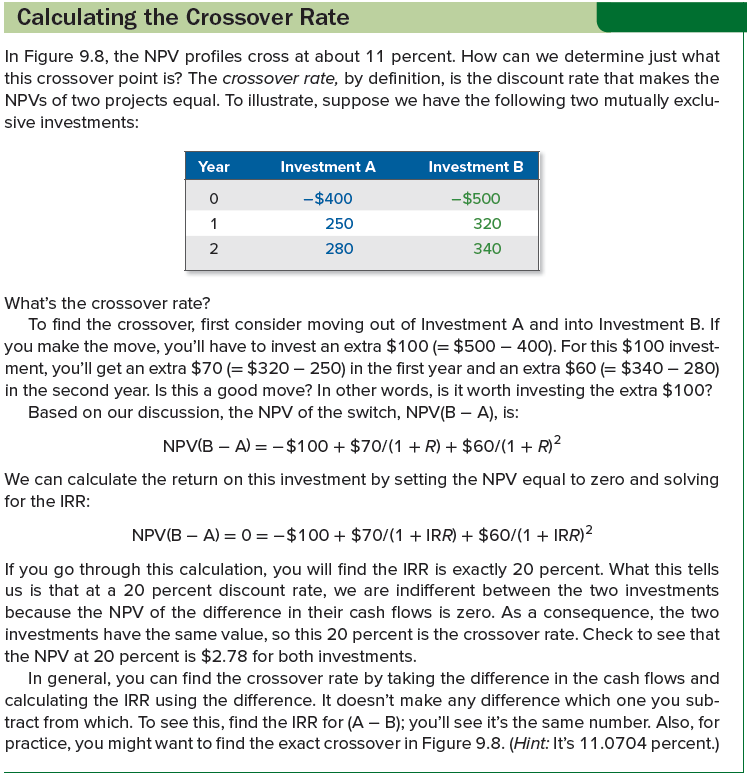 Calculating the Crossover Rate
In Figure 9.8, the NPV profiles cross at about 11 percent. How can we determine just what
this crossover point is? The crossover rate, by definition, is the discount rate that makes the
NPVs of two projects equal. To illustrate, suppose we have the following two mutually exclu-
sive investments:
Year Investment A Investment B
0 −$400 −$500
1 250 320
2 280 340
What's the crossover rate?
To find the crossover, first consider moving out of Investment A and into Investment B. If
you make the move, you'll have to invest an extra $100 (= $500 − 400). For this $100 invest-
ment, you'll get an extra $70 (= $320 − 250) in the first year and an extra $60 (= $340 − 280)
in the second year. Is this a good move? In other words, is it worth investing the extra $100?
Based on our discussion, the NPV of the switch, NPV(B − A), is:
NPV(B − A) = −$100 + $70/(1 + R) + $60/(1 + R)²
We can calculate the return on this investment by setting the NPV equal to zero and solving
for the IRR:
NPV(B − A) = 0 = −$100 + $70/(1 + IRR) + $60/(1 + IRR)²
If you go through this calculation, you will find the IRR is exactly 20 percent. What this tells
us is that at a 20 percent discount rate, we are indifferent between the two investments
because the NPV of the difference in their cash flows is zero. As a consequence, the two
investments have the same value, so this 20 percent is the crossover rate. Check to see that
the NPV at 20 percent is $2.78 for both investments.
In general, you can find the crossover rate by taking the difference in the cash flows and
calculating the IRR using the difference. It doesn't make any difference which one you sub-
tract from which. To see this, find the IRR for (A − B); you'll see it's the same number. Also, for
practice, you might want to find the exact crossover in Figure 9.8. (Hint: It's 11.0704 percent.)